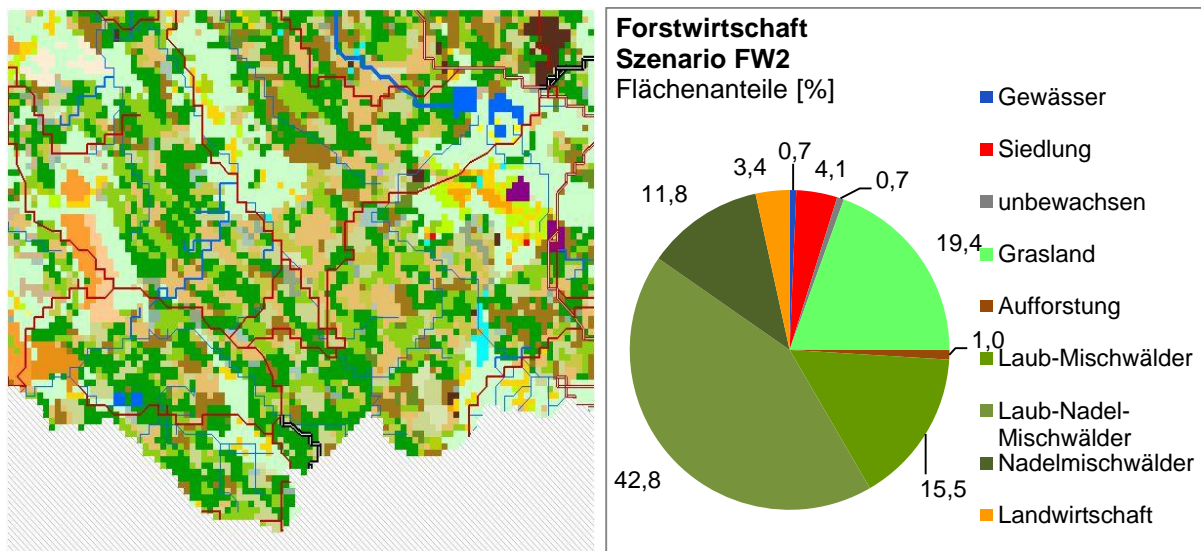 Forstwirtschaft
Szenario FW2
Flächenanteile [%]
0,7
3,4
4,1
0,7
11,8
19,4
1,0
15,5
42,8
Gewässer
Siedlung
unbewachsen
Grasland
Aufforstung
Laub-Mischwälder
Laub-Nadel-
Mischwälder
Nadelmischwälder
Landwirtschaft